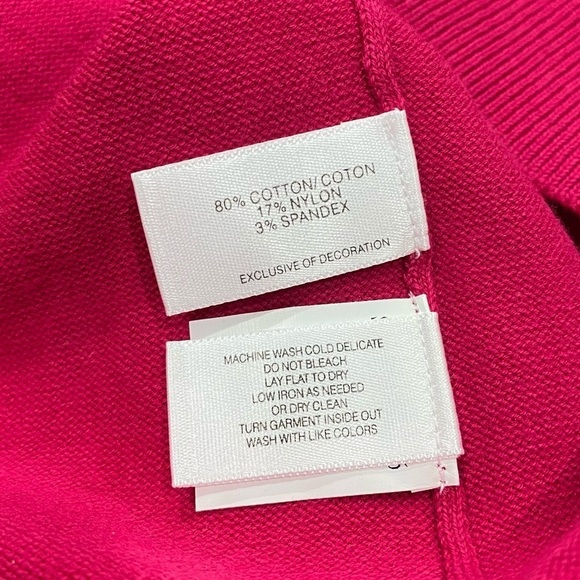 80% COTTON/COTON
17% NYLON
3% SPANDEX
EXCLUSIVE OF DECORATION
MACHINE WASH COLD DELICATE
DO NOT BLEACH
LAY FLAT TO DRY
LOW IRON AS NEEDED
OR DRY CLEAN
TURN GARMENT INSIDE OUT
WASH WITH LIKE COLORS